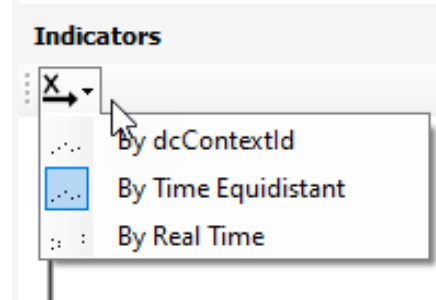 Indicators
X
By dcContextId
By Time Equidistant
By Real Time